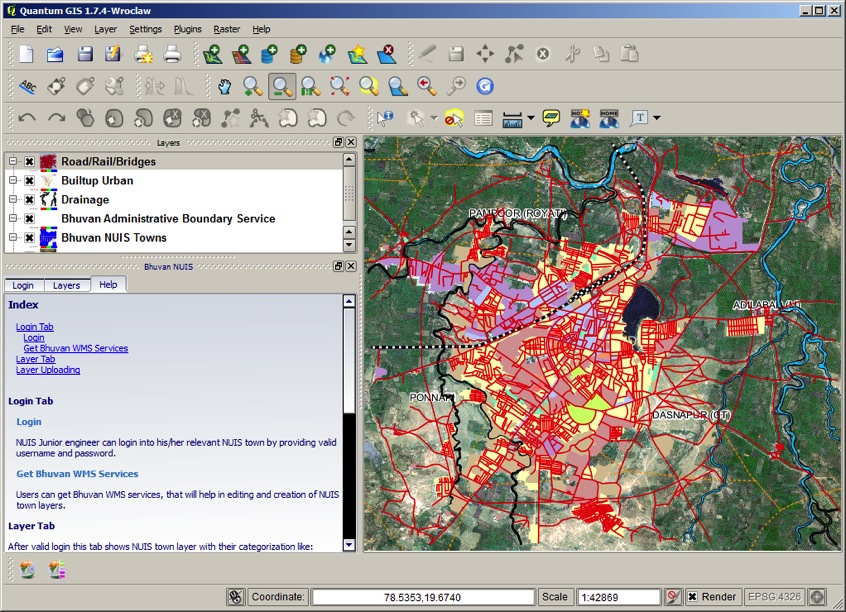 Quantum GIS 1.7.4-Wroclaw
File Edit View Layer Settings Plugins Raster Help
ABC
T
Layers
Road/Rail/Bridges
Builtup Urban
Drainage
Bhuvan Administrative Boundary Service
Bhuvan NUIS Towns
Bhuvan NUIS
Login Layers Help
Index
Login Tab
Login
Get Bhuvan WMS Services
Layer Tab
Layer Uploading
Login Tab
Login
NUIS Junior engineer can login into his/her relevant NUIS town by providing valid
username and password.
Get Bhuvan WMS Services
Users can get Bhuvan WMS services, that will help in editing and creation of NUIS
town layers.
Layer Tab
After valid login this tab shows NUIS town layer with their categorization like:
DASNAPUR (CT)
Coordinate: 78.5353,19.6740 Scale 1:42869 Render EPSG:4326